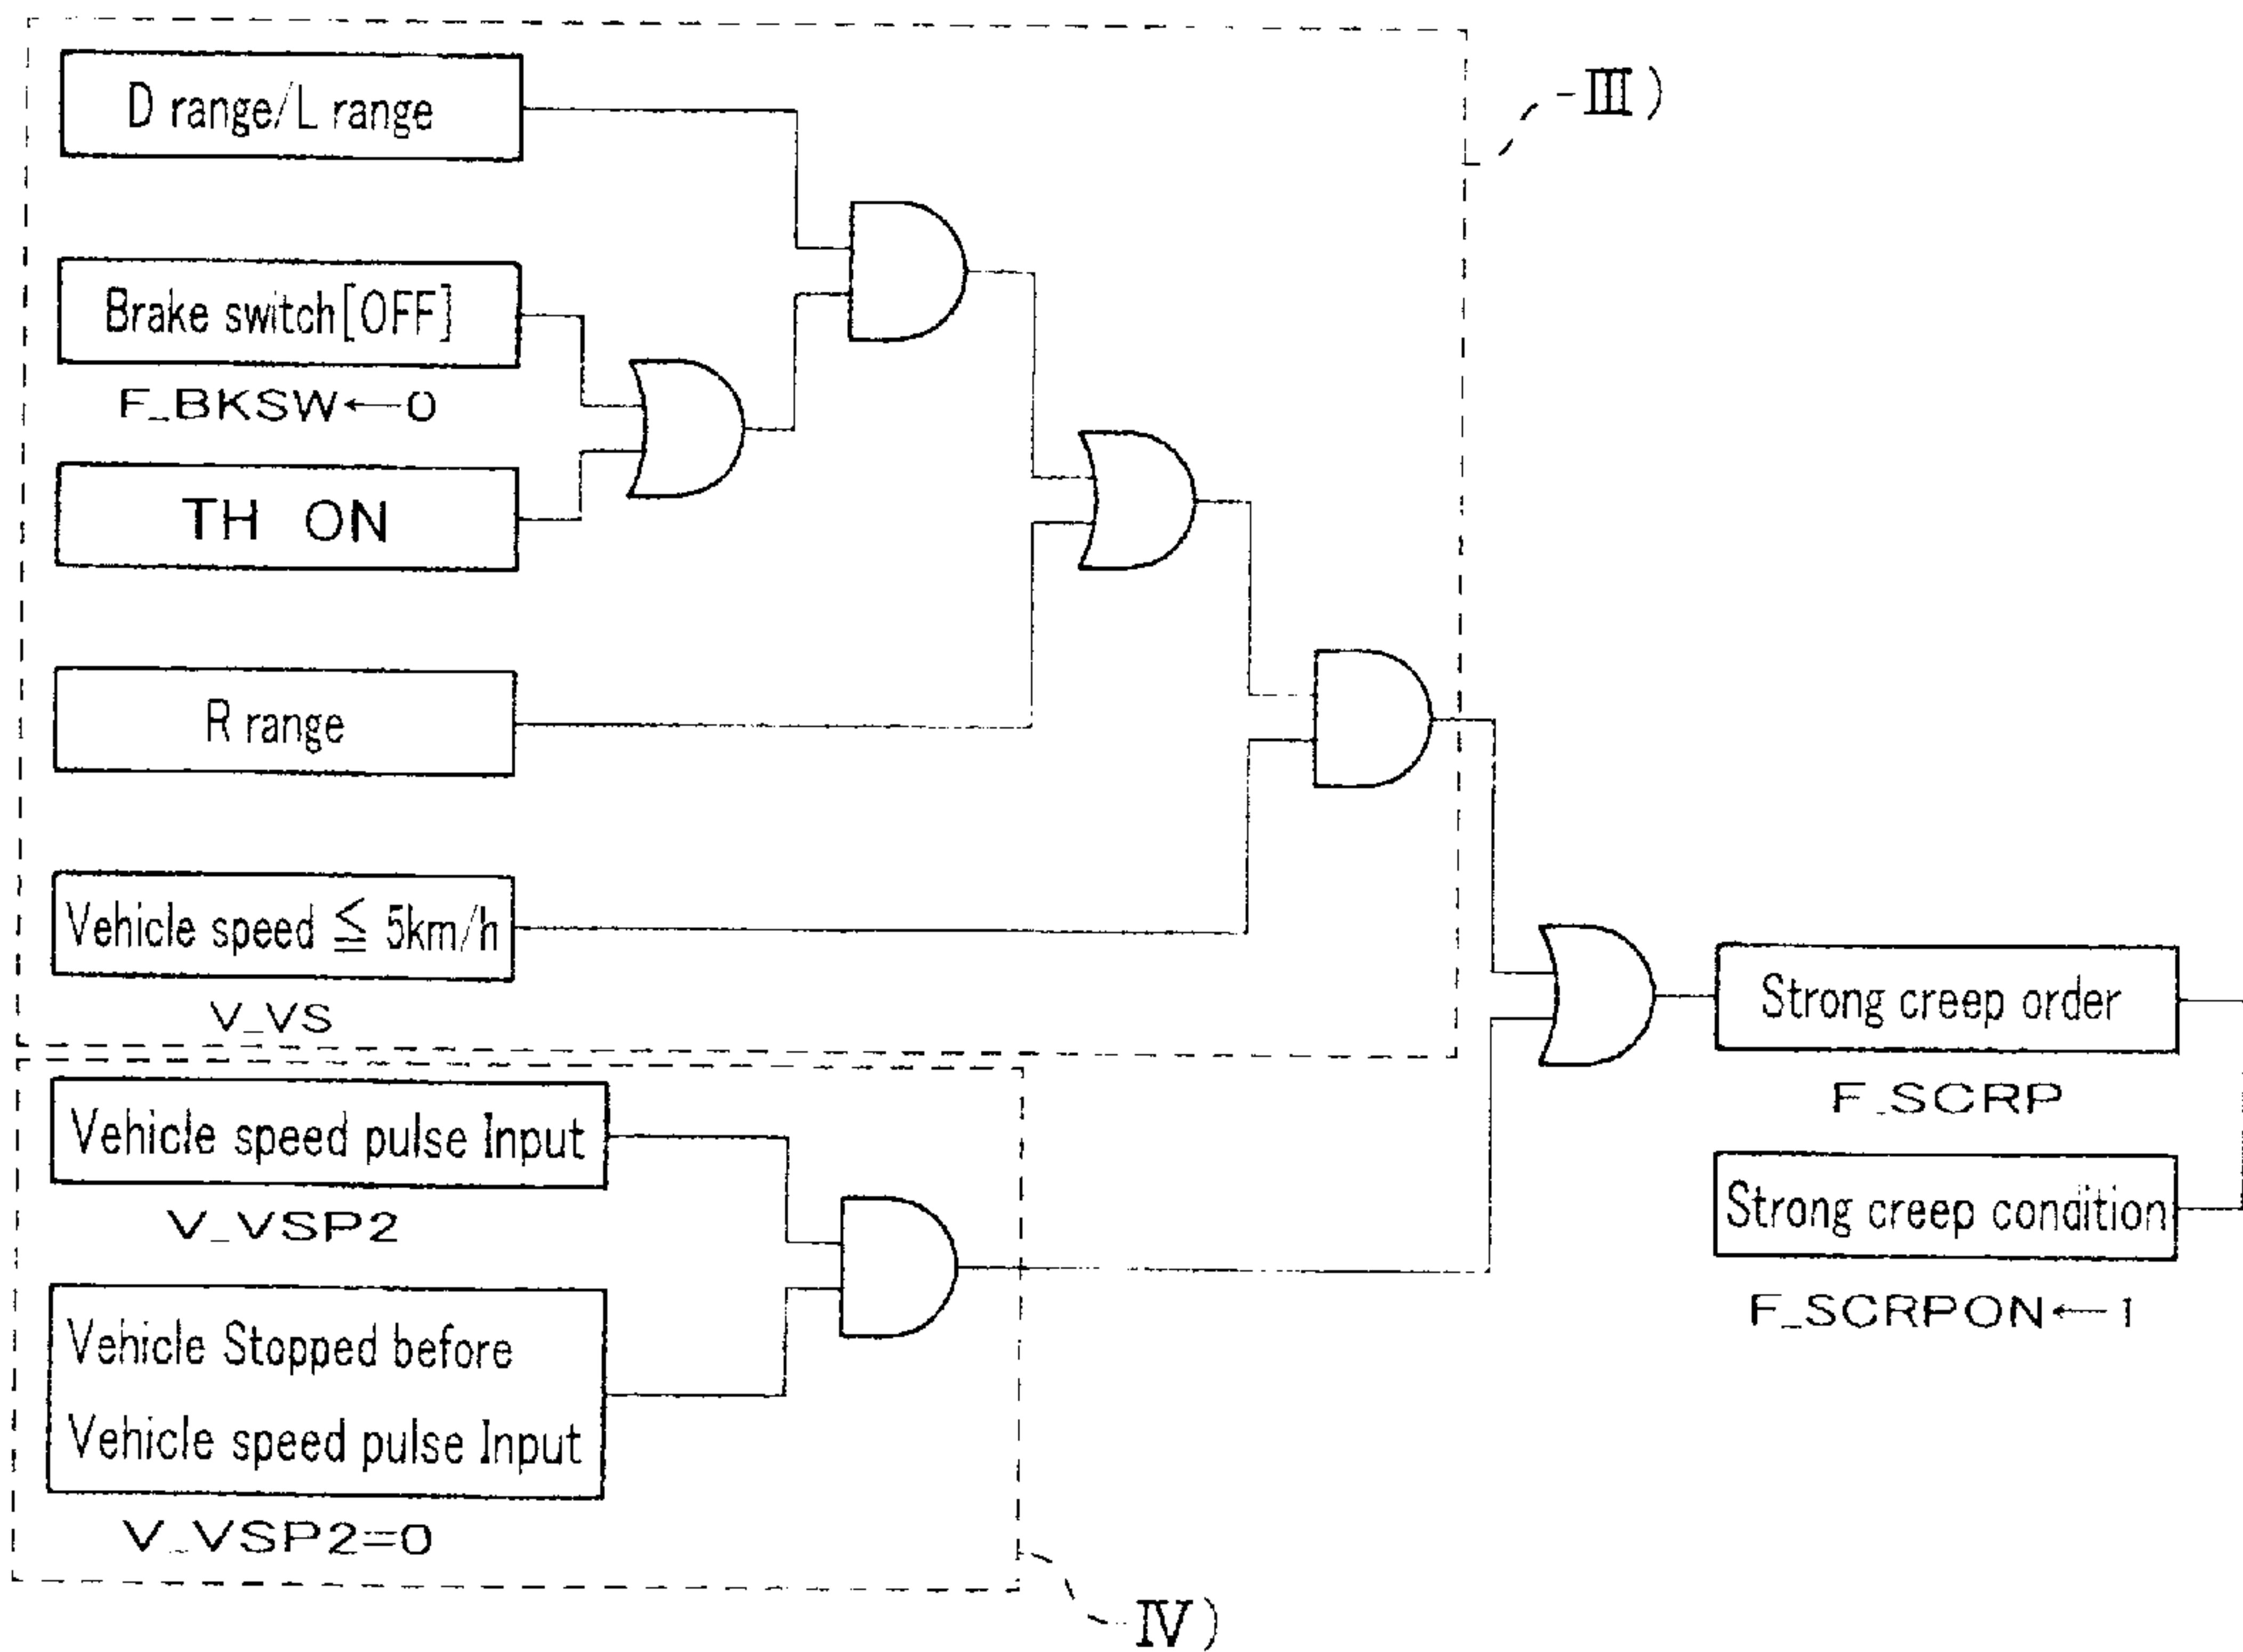 D range/L range
-III)
Brake switch[OFF]
F_BKSW←0
TH ON
R range
Vehicle speed ≦ 5km/h
V_VS
Strong creep order
F_SCRP
Vehicle speed pulse Input
V_VSP2
Strong creep condition
F_SCRPON←1
Vehicle Stopped before
Vehicle speed pulse Input
V_VSP2=0
-IV)